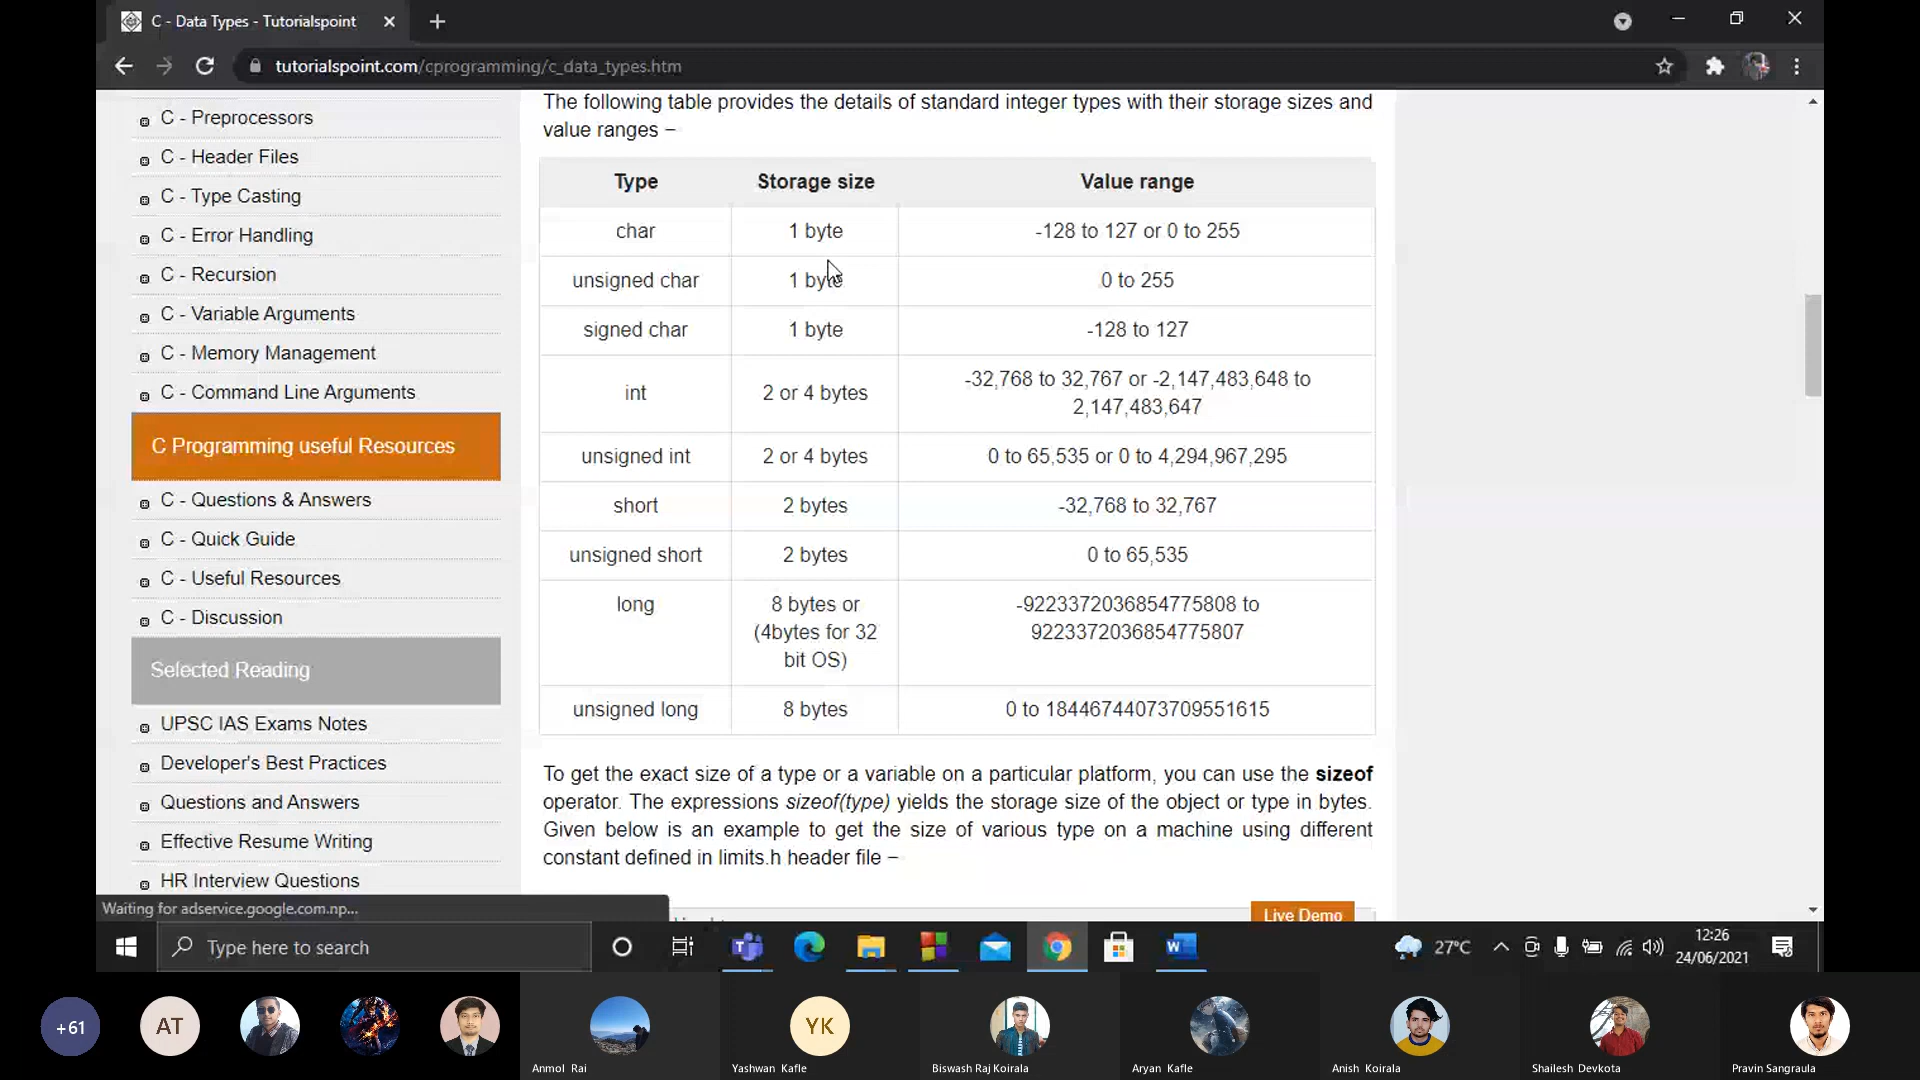 C - Data Types - Tutorialspoint
tutorialspoint.com/cprogramming/c_data_types.htm
C - Preprocessors
C - Header Files
C - Type Casting
C - Error Handling
C - Recursion
C - Variable Arguments
C - Memory Management
C - Command Line Arguments
C Programming useful Resources
C - Questions & Answers
C - Quick Guide
C - Useful Resources
C - Discussion
Selected Reading
UPSC IAS Exams Notes
Developer's Best Practices
Questions and Answers
Effective Resume Writing
HR Interview Questions
The following table provides the details of standard integer types with their storage sizes and
value ranges −
Type Storage size Value range
char 1 byte -128 to 127 or 0 to 255
unsigned char 1 byte 0 to 255
signed char 1 byte -128 to 127
int 2 or 4 bytes -32,768 to 32,767 or -2,147,483,648 to
2,147,483,647
unsigned int 2 or 4 bytes 0 to 65,535 or 0 to 4,294,967,295
short 2 bytes -32,768 to 32,767
unsigned short 2 bytes 0 to 65,535
long 8 bytes or -9223372036854775808 to
(4bytes for 32 9223372036854775807
bit OS)
unsigned long 8 bytes 0 to 18446744073709551615
To get the exact size of a type or a variable on a particular platform, you can use the sizeof
operator. The expressions sizeof(type) yields the storage size of the object or type in bytes.
Given below is an example to get the size of various type on a machine using different
constant defined in limits.h header file −
Live Demo
Waiting for adservice.google.com.np...
Type here to search
27°C
12:26
24/06/2021
+61
AT
YK
Anmol Rai
Yashwan Kafle
Biswash Raj Koirala
Aryan Kafle
Anish Koirala
Shailesh Devkota
Pravin Sangraula